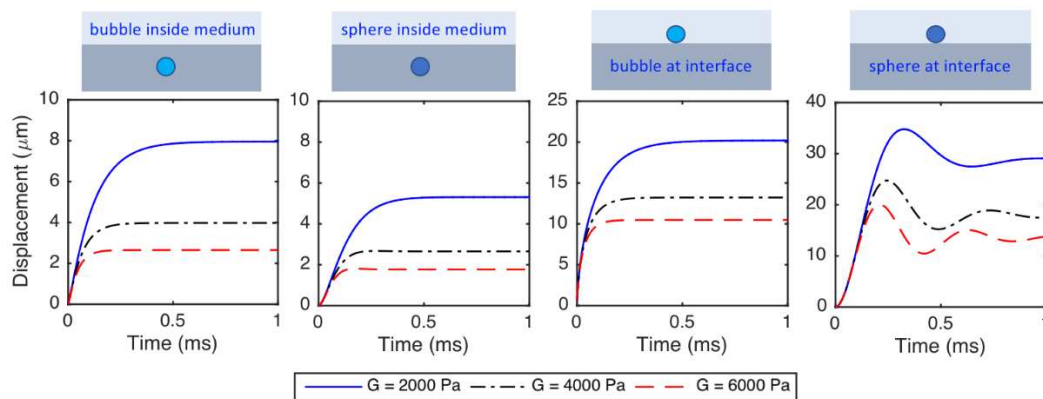 bubble inside medium
sphere inside medium
bubble at interface
sphere at interface
Displacement (μm)
10
8
6
4
2
0
0
0.5
1
Time (ms)
10
8
6
4
2
0
0
0.5
1
Time (ms)
25
20
15
10
5
0
0
0.5
1
Time (ms)
40
30
20
10
0
0
0.5
1
Time (ms)
G = 2000 Pa
G = 4000 Pa
G = 6000 Pa